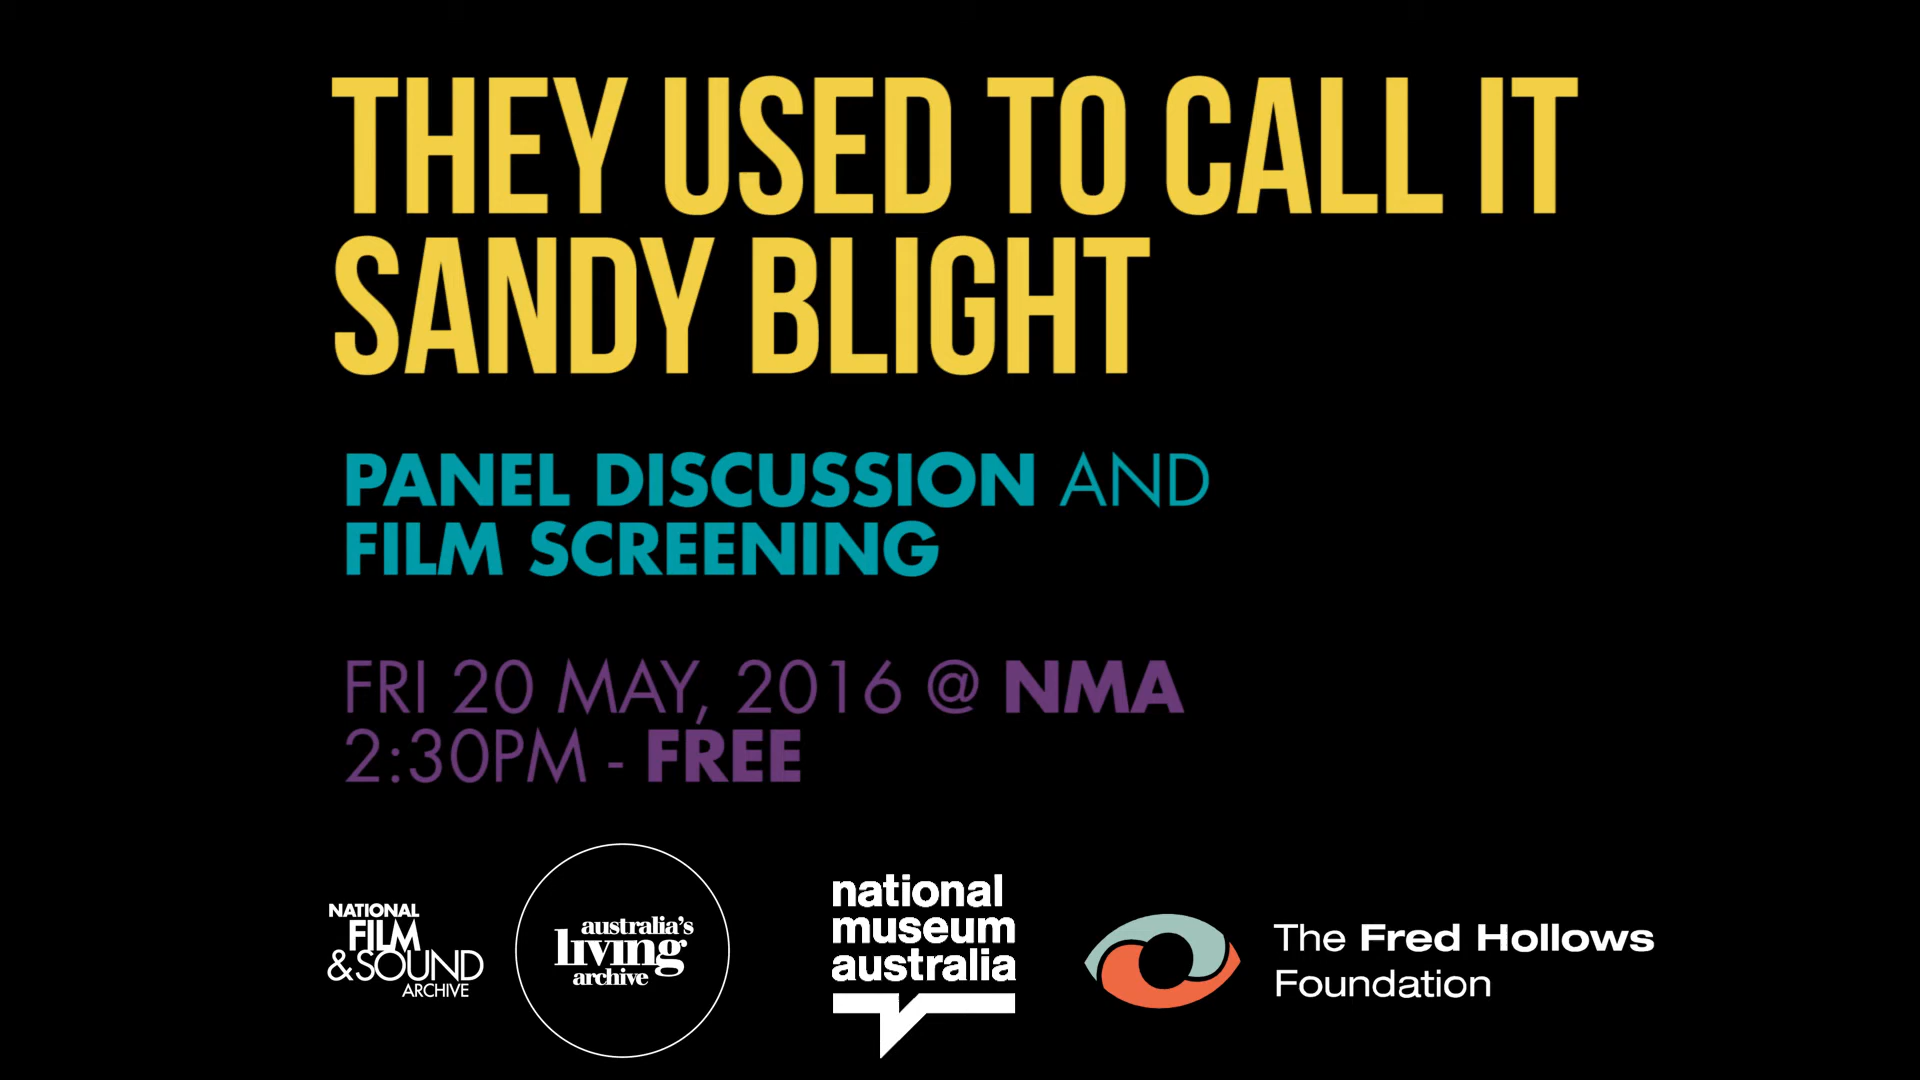 THEY USED TO CALL IT
SANDY BLIGHT
PANEL DISCUSSION AND
FILM SCREENING
FRI 20 MAY, 2016 @ NMA
2:30PM - FREE
NATIONAL
FILM
& SOUND
ARCHIVE
australia's
living
archive
national
museum
australia
The Fred Hollows
Foundation